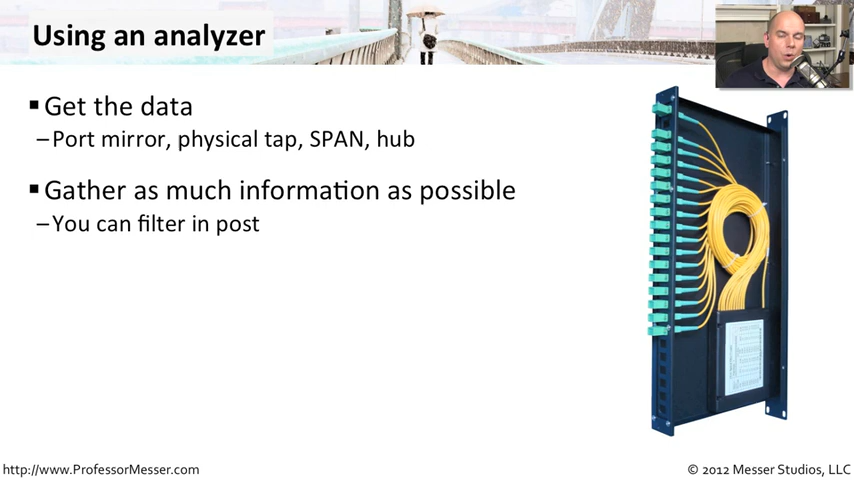 Using an analyzer
▪ Get the data
– Port mirror, physical tap, SPAN, hub
▪ Gather as much information as possible
– You can filter in post
http://www.ProfessorMesser.com
© 2012 Messer Studios, LLC